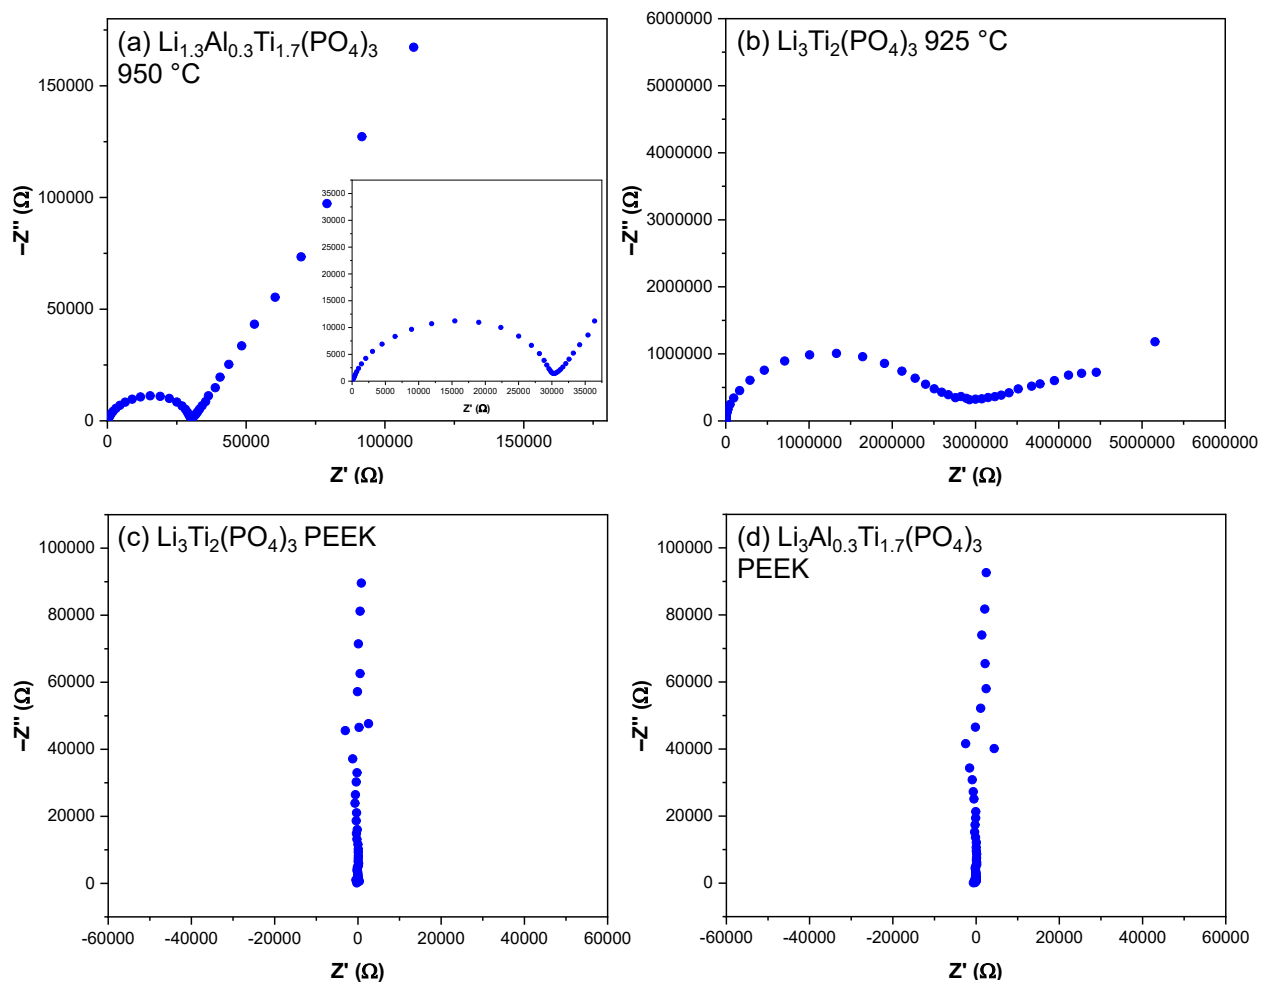 (a) Li1.3Al0.3Ti1.7(PO4)3
950 °C
150000
100000
50000
0
−Z'' (Ω)
0 50000 100000 150000
Z' (Ω)
35000
30000
25000
20000
15000
10000
5000
0
−Z'' (Ω)
0 5000 10000 15000 20000 25000 30000 35000
Z' (Ω)
(b) Li3Ti2(PO4)3 925 °C
6000000
5000000
4000000
3000000
2000000
1000000
0
−Z'' (Ω)
0 1000000 2000000 3000000 4000000 5000000 6000000
Z' (Ω)
(c) Li3Ti2(PO4)3 PEEK
100000
80000
60000
40000
20000
0
−Z'' (Ω)
-60000 -40000 -20000 0 20000 40000 60000
Z' (Ω)
(d) Li3Al0.3Ti1.7(PO4)3
PEEK
100000
80000
60000
40000
20000
0
−Z'' (Ω)
-60000 -40000 -20000 0 20000 40000 60000
Z' (Ω)